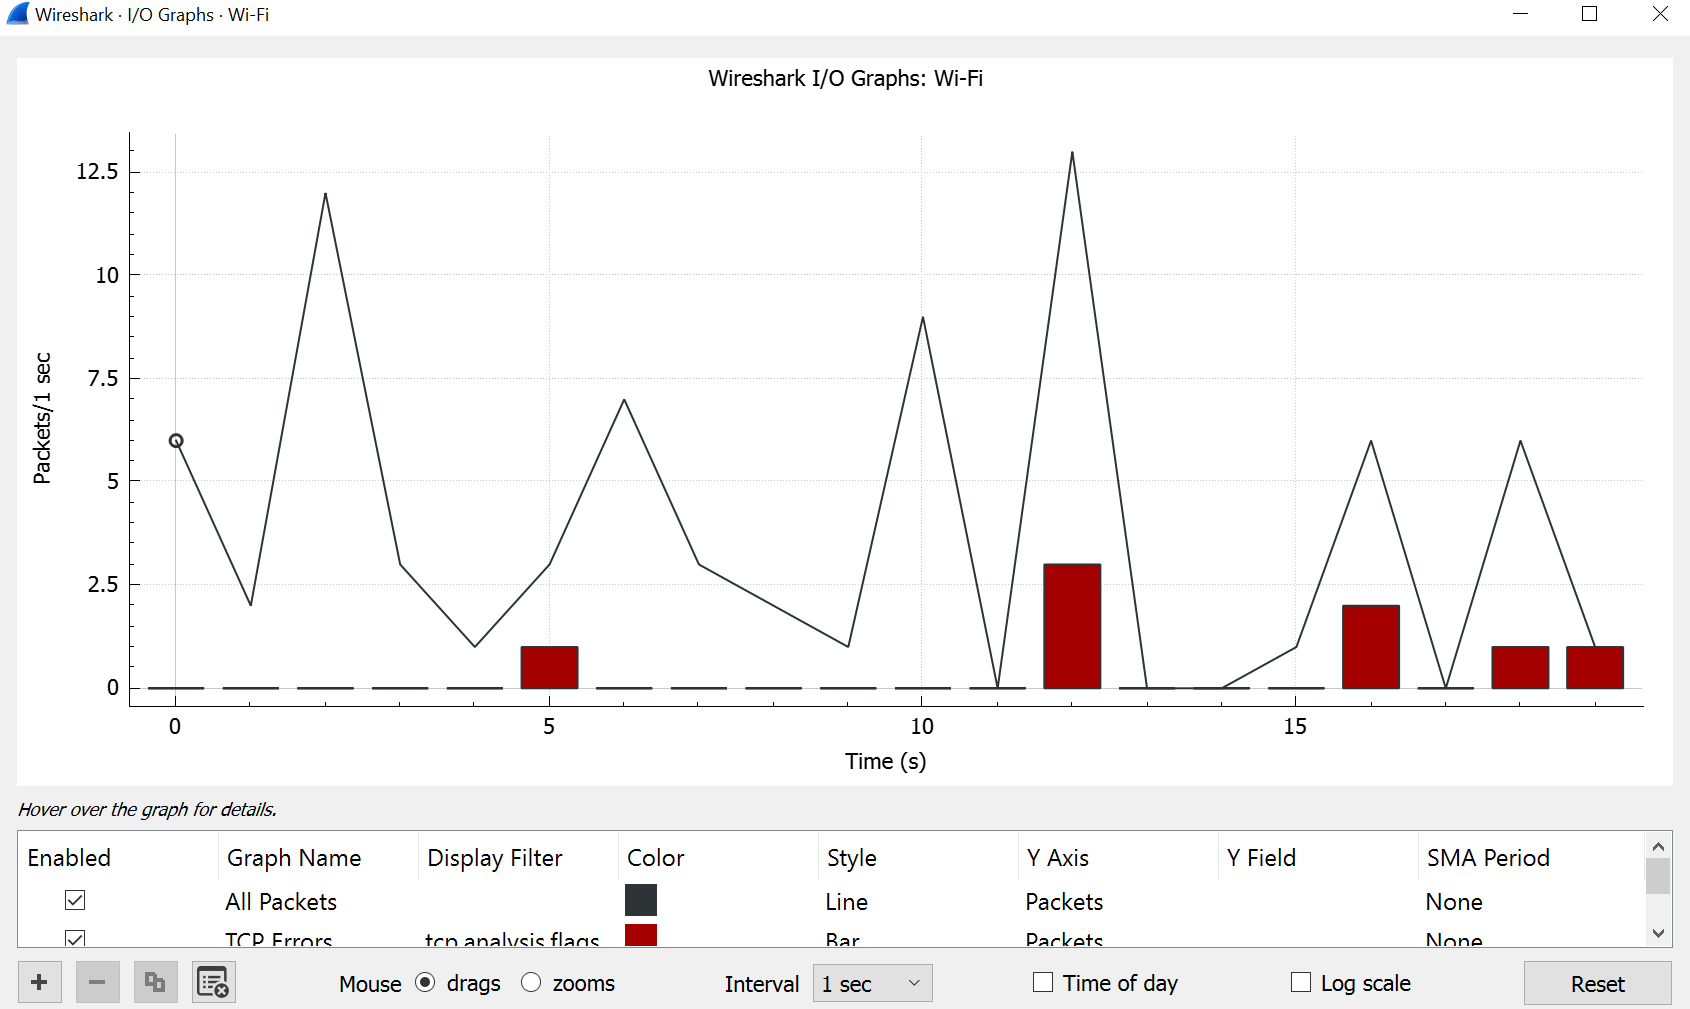 Wireshark · I/O Graphs · Wi-Fi
Wireshark I/O Graphs: Wi-Fi
12.5
10
7.5
5
2.5
0
Packets/1 sec
0 5 10 15
Time (s)
Hover over the graph for details.
Enabled Graph Name Display Filter Color Style Y Axis Y Field SMA Period
All Packets Line Packets None
TCP Errors tcp.analysis.flags Bar Packets None
Mouse drags zooms Interval 1 sec Time of day Log scale Reset